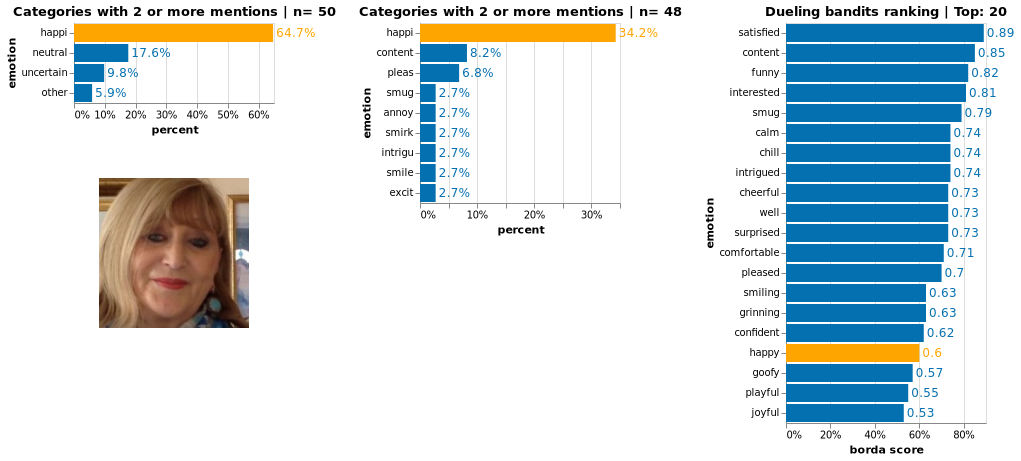 Categories with 2 or more mentions | n= 50
happi 64.7%
neutral 17.6%
uncertain 9.8%
other 5.9%
0% 10% 20% 30% 40% 50% 60%
percent
emotion
Categories with 2 or more mentions | n= 48
happi 34.2%
content 8.2%
pleas 6.8%
smug 2.7%
annoy 2.7%
smirk 2.7%
intrigu 2.7%
smile 2.7%
excit 2.7%
0% 10% 20% 30%
percent
emotion
Dueling bandits ranking | Top: 20
satisfied 0.89
content 0.85
funny 0.82
interested 0.81
smug 0.79
calm 0.74
chill 0.74
intrigued 0.74
cheerful 0.73
well 0.73
surprised 0.73
comfortable 0.71
pleased 0.7
smiling 0.63
grinning 0.63
confident 0.62
happy 0.6
goofy 0.57
playful 0.55
joyful 0.53
0% 20% 40% 60% 80%
borda score
emotion